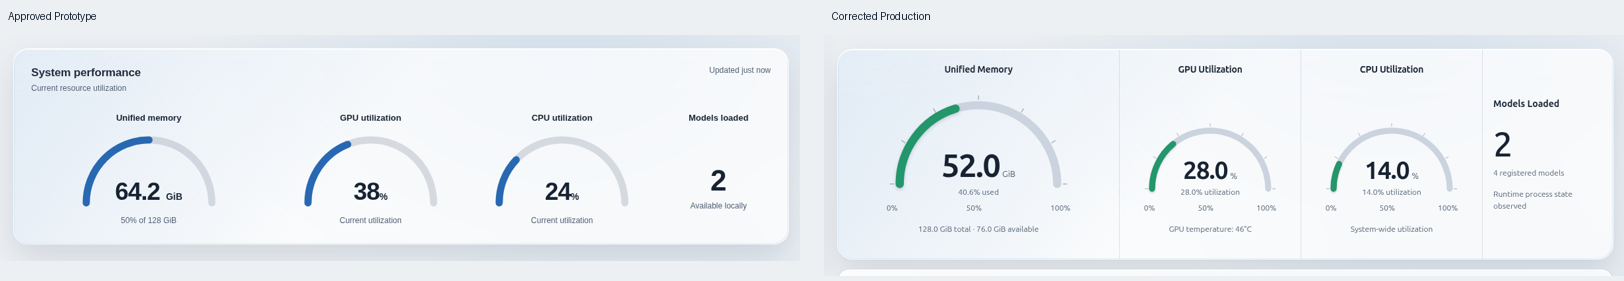 Approved Prototype
System performance
Updated just now
Current resource utilization
Unified memory
GPU utilization
CPU utilization
Models loaded
64.2 GiB
38%
24%
2
50% of 128 GiB
Current utilization
Current utilization
Available locally
Corrected Production
Unified Memory
GPU Utilization
CPU Utilization
52.0 GiB
40.6% used
0% 50% 100%
128.0 GiB total · 76.0 GiB available
28.0 %
28.0% utilization
0% 50% 100%
GPU temperature: 46°C
14.0 %
14.0% utilization
0% 50% 100%
System-wide utilization
Models Loaded
2
4 registered models
Runtime process state
observed